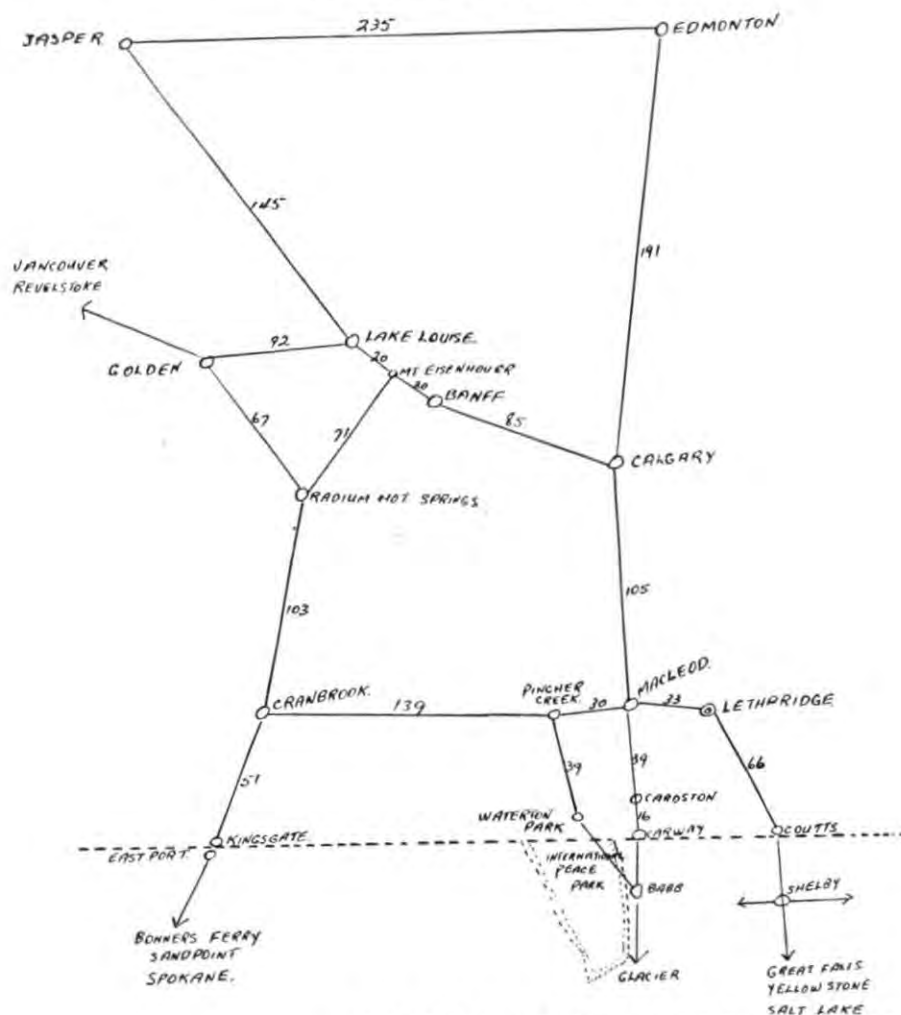 235
JASPER
EDMONTON
145
191
VANCOUVER
REVELSTOKE
92
LAKE LOUISE
GOLDEN
20
MT EISENHOWER
20
BANFF
67
71
85
CALGARY
RADIUM HOT SPRINGS
103
105
CRANBROOK.
139
PINCHER
CREEK.
30
MACLEOD.
33
LETHBRIDGE
51
39
39
66
CARDSTON
WATERTON
PARK
16
CARWAY
COUTTS
KINGSGATE
EAST PORT.
INTERNATIONAL
PEACE
PARK
BABB
SHELBY
BONNERS FERRY
SANDPOINT
SPOKANE.
GLACIER
GREAT FALLS
YELLOWSTONE
SALT LAKE